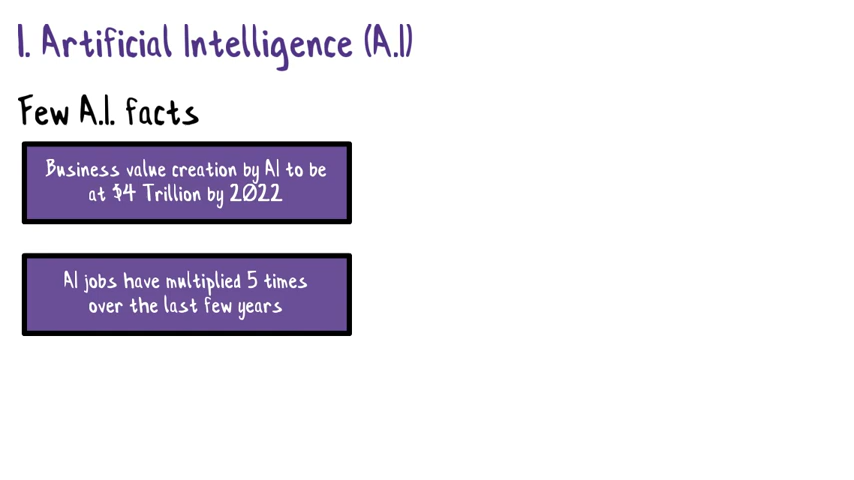 1. Artificial Intelligence (A.I)
Few A.I. facts
Business value creation by AI to be
at $4 Trillion by 2022
AI jobs have multiplied 5 times
over the last few years